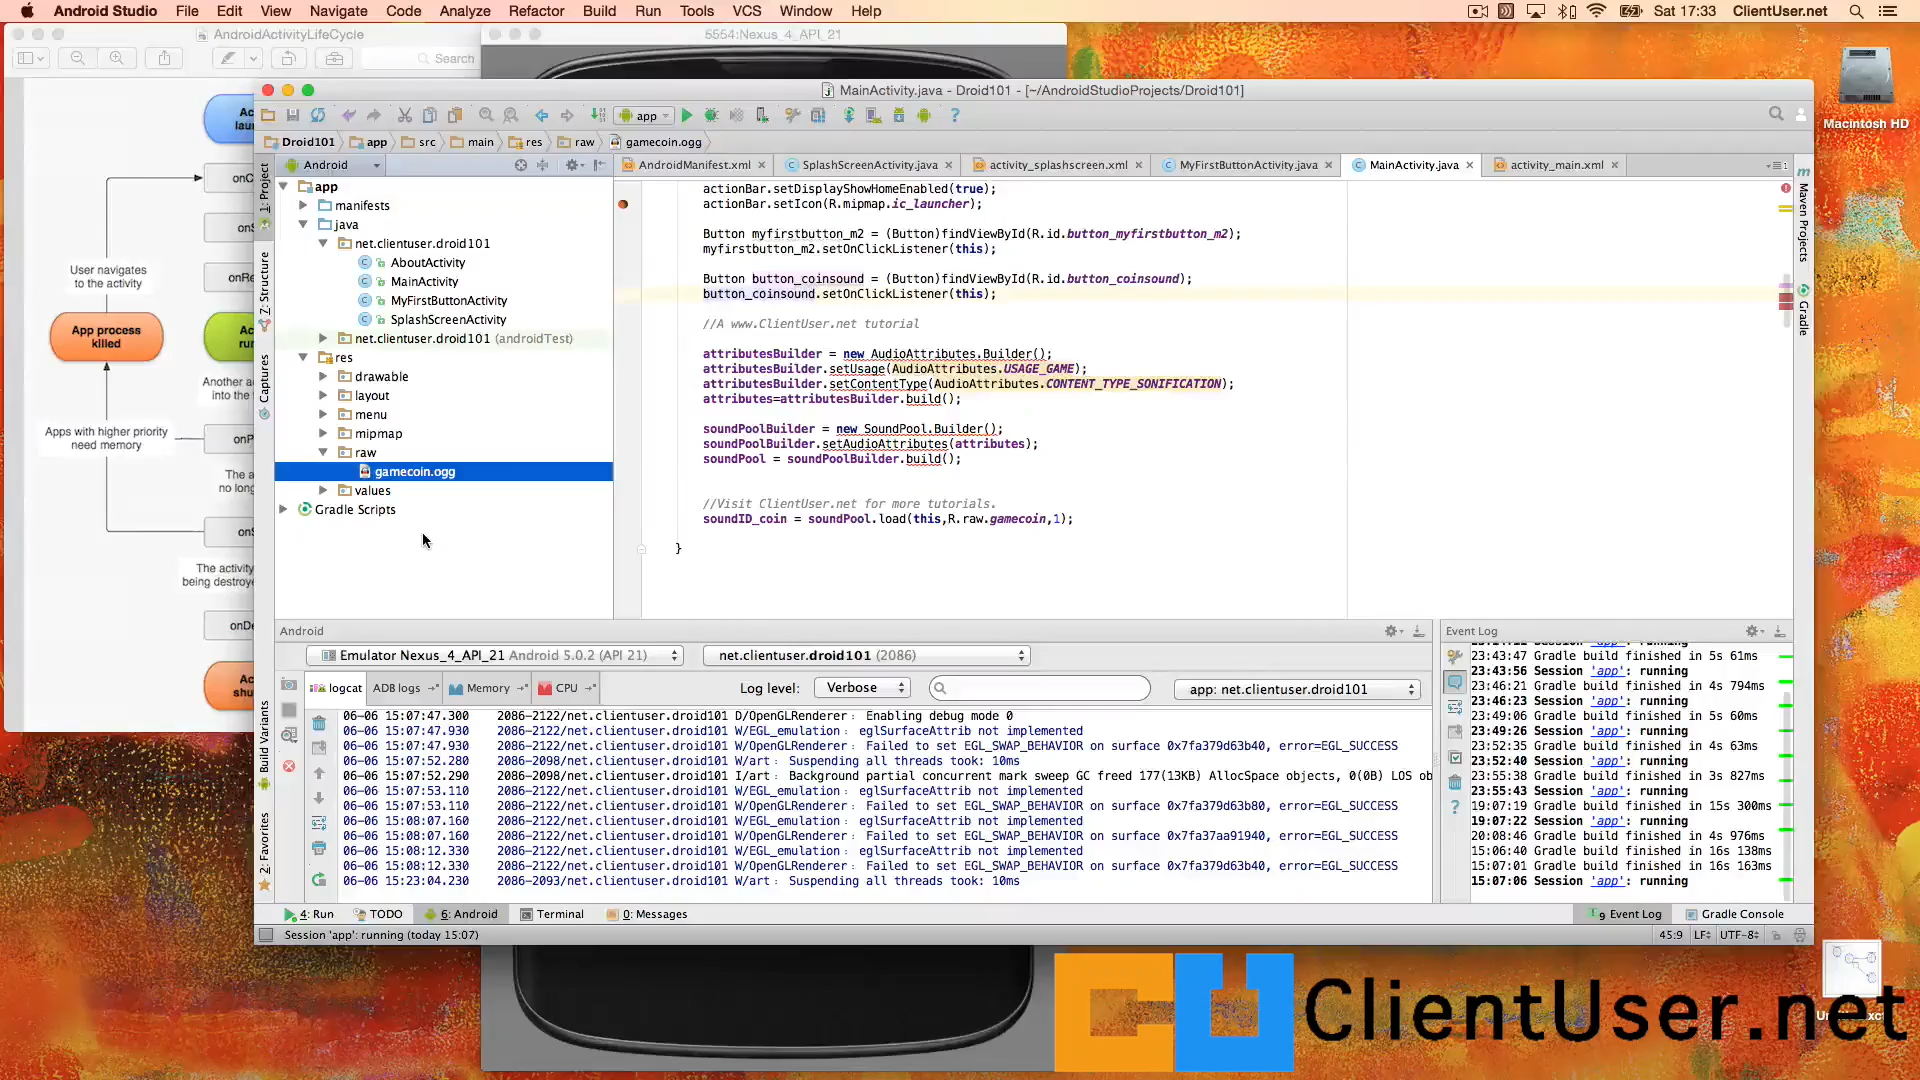 Android Studio File Edit View Navigate Code Analyze Refactor Build Run Tools VCS Window Help Sat 17:33 ClientUser.net
AndroidActivityLifeCycle
Search
5554:Nexus_4_API_21
MainActivity.java - Droid101 - [~/AndroidStudioProjects/Droid101]
app
Droid101 app src main res raw gamecoin.ogg
Android
AndroidManifest.xml SplashScreenActivity.java activity_splashscreen.xml MyFirstButtonActivity.java MainActivity.java activity_main.xml
1: Project
7: Structure
Captures
Build Variants
2: Favorites
app
manifests
java
net.clientuser.droid101
AboutActivity
MainActivity
MyFirstButtonActivity
SplashScreenActivity
net.clientuser.droid101 (androidTest)
res
drawable
layout
menu
mipmap
raw
gamecoin.ogg
values
Gradle Scripts
User navigates
to the activity
App process
killed
Apps with higher priority
need memory
Another ac
into the
The a
no long
The activity
being destroye
actionBar.setDisplayShowHomeEnabled(true);
actionBar.setIcon(R.mipmap.ic_launcher);
Button myfirstbutton_m2 = (Button)findViewById(R.id.button_myfirstbutton_m2);
myfirstbutton_m2.setOnClickListener(this);
Button button_coinsound = (Button)findViewById(R.id.button_coinsound);
button_coinsound.setOnClickListener(this);
//A www.ClientUser.net tutorial
attributesBuilder = new AudioAttributes.Builder();
attributesBuilder.setUsage(AudioAttributes.USAGE_GAME);
attributesBuilder.setContentType(AudioAttributes.CONTENT_TYPE_SONIFICATION);
attributes=attributesBuilder.build();
soundPoolBuilder = new SoundPool.Builder();
soundPoolBuilder.setAudioAttributes(attributes);
soundPool = soundPoolBuilder.build();
//Visit ClientUser.net for more tutorials.
soundID_coin = soundPool.load(this,R.raw.gamecoin,1);
}
Maven Projects
Gradle
Macintosh HD
Android
Emulator Nexus_4_API_21 Android 5.0.2 (API 21) net.clientuser.droid101 (2086)
logcat ADB logs Memory CPU Log level: Verbose app: net.clientuser.droid101
06-06 15:07:47.300 2086-2122/net.clientuser.droid101 D/OpenGLRenderer﹕ Enabling debug mode 0
06-06 15:07:47.930 2086-2122/net.clientuser.droid101 W/EGL_emulation﹕ eglSurfaceAttrib not implemented
06-06 15:07:47.930 2086-2122/net.clientuser.droid101 W/OpenGLRenderer﹕ Failed to set EGL_SWAP_BEHAVIOR on surface 0x7fa379d63b40, error=EGL_SUCCESS
06-06 15:07:52.280 2086-2098/net.clientuser.droid101 W/art﹕ Suspending all threads took: 10ms
06-06 15:07:52.290 2086-2098/net.clientuser.droid101 I/art﹕ Background partial concurrent mark sweep GC freed 177(13KB) AllocSpace objects, 0(0B) LOS ob
06-06 15:07:53.110 2086-2122/net.clientuser.droid101 W/EGL_emulation﹕ eglSurfaceAttrib not implemented
06-06 15:07:53.110 2086-2122/net.clientuser.droid101 W/OpenGLRenderer﹕ Failed to set EGL_SWAP_BEHAVIOR on surface 0x7fa379d63b80, error=EGL_SUCCESS
06-06 15:08:07.160 2086-2122/net.clientuser.droid101 W/EGL_emulation﹕ eglSurfaceAttrib not implemented
06-06 15:08:07.160 2086-2122/net.clientuser.droid101 W/OpenGLRenderer﹕ Failed to set EGL_SWAP_BEHAVIOR on surface 0x7fa37aa91940, error=EGL_SUCCESS
06-06 15:08:12.330 2086-2122/net.clientuser.droid101 W/EGL_emulation﹕ eglSurfaceAttrib not implemented
06-06 15:08:12.330 2086-2122/net.clientuser.droid101 W/OpenGLRenderer﹕ Failed to set EGL_SWAP_BEHAVIOR on surface 0x7fa379d63b40, error=EGL_SUCCESS
06-06 15:23:04.230 2086-2093/net.clientuser.droid101 W/art﹕ Suspending all threads took: 10ms
Event Log
Session 'app': running
23:43:47 Gradle build finished in 5s 61ms
23:43:56 Session 'app': running
23:46:21 Gradle build finished in 4s 794ms
23:46:23 Session 'app': running
23:49:06 Gradle build finished in 5s 60ms
23:49:26 Session 'app': running
23:52:35 Gradle build finished in 4s 63ms
23:52:40 Session 'app': running
23:55:38 Gradle build finished in 3s 827ms
23:55:43 Session 'app': running
19:07:19 Gradle build finished in 15s 300ms
19:07:22 Session 'app': running
20:08:46 Gradle build finished in 4s 976ms
15:06:40 Gradle build finished in 16s 138ms
15:07:01 Gradle build finished in 16s 163ms
15:07:06 Session 'app': running
4: Run TODO 6: Android Terminal 0: Messages 9 Event Log Gradle Console
Session 'app': running (today 15:07) 45:9 LF UTF-8
ClientUser.net